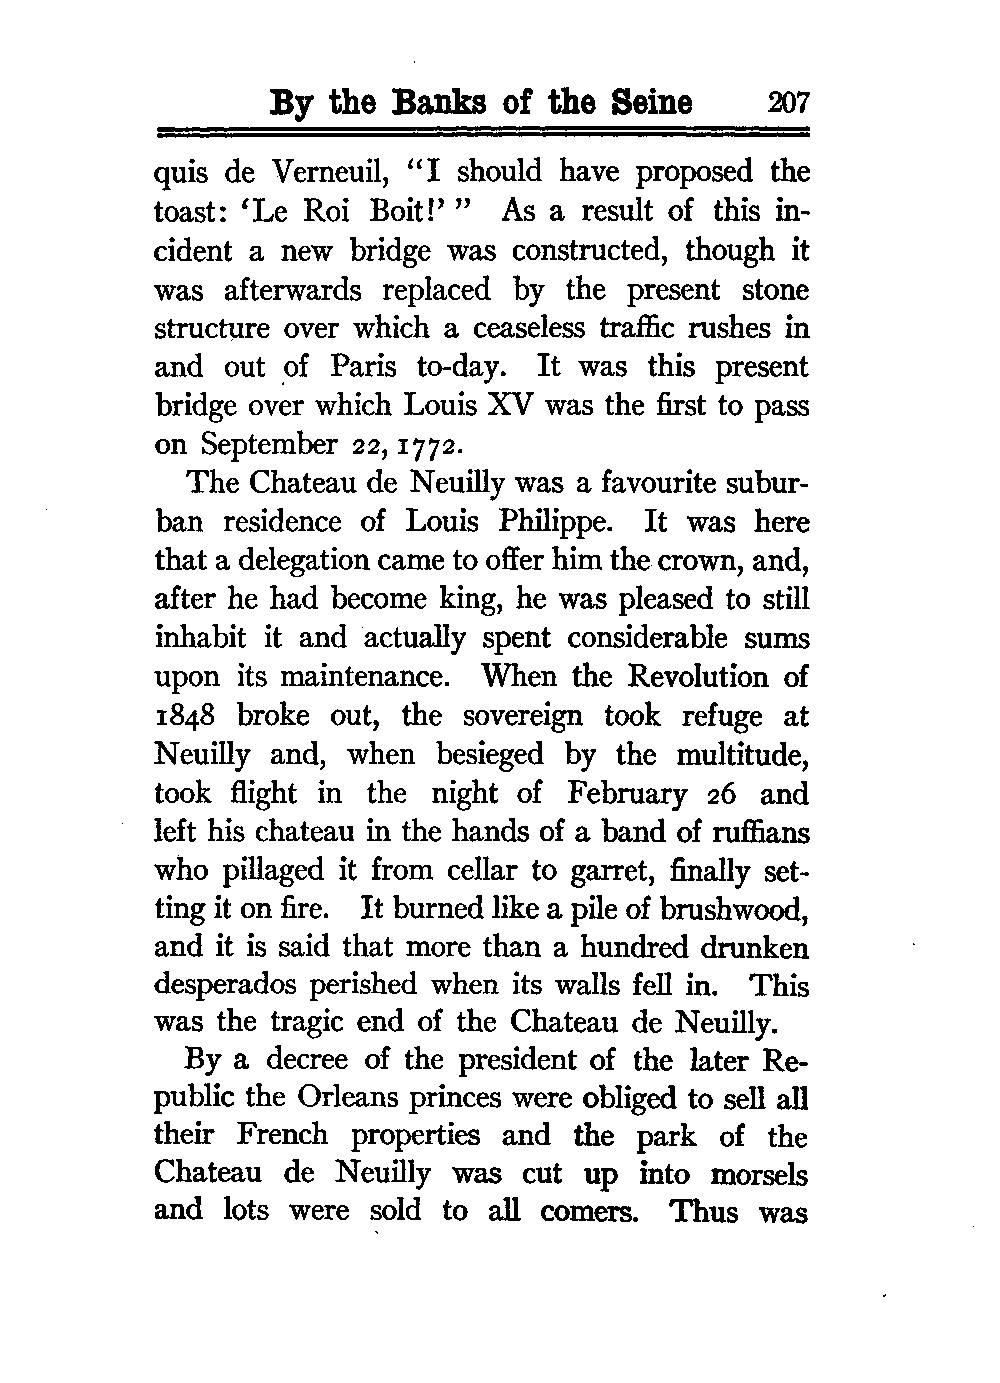 By the Banks of the Seine 207
quis de Verneuil, “I should have proposed the
toast: ‘Le Roi Boit!’ ” As a result of this in-
cident a new bridge was constructed, though it
was afterwards replaced by the present stone
structure over which a ceaseless traffic rushes in
and out of Paris to-day. It was this present
bridge over which Louis XV was the first to pass
on September 22, 1772.
The Chateau de Neuilly was a favourite subur-
ban residence of Louis Philippe. It was here
that a delegation came to offer him the crown, and,
after he had become king, he was pleased to still
inhabit it and actually spent considerable sums
upon its maintenance. When the Revolution of
1848 broke out, the sovereign took refuge at
Neuilly and, when besieged by the multitude,
took flight in the night of February 26 and
left his chateau in the hands of a band of ruffians
who pillaged it from cellar to garret, finally set-
ting it on fire. It burned like a pile of brushwood,
and it is said that more than a hundred drunken
desperados perished when its walls fell in. This
was the tragic end of the Chateau de Neuilly.
By a decree of the president of the later Re-
public the Orleans princes were obliged to sell all
their French properties and the park of the
Chateau de Neuilly was cut up into morsels
and lots were sold to all comers. Thus was